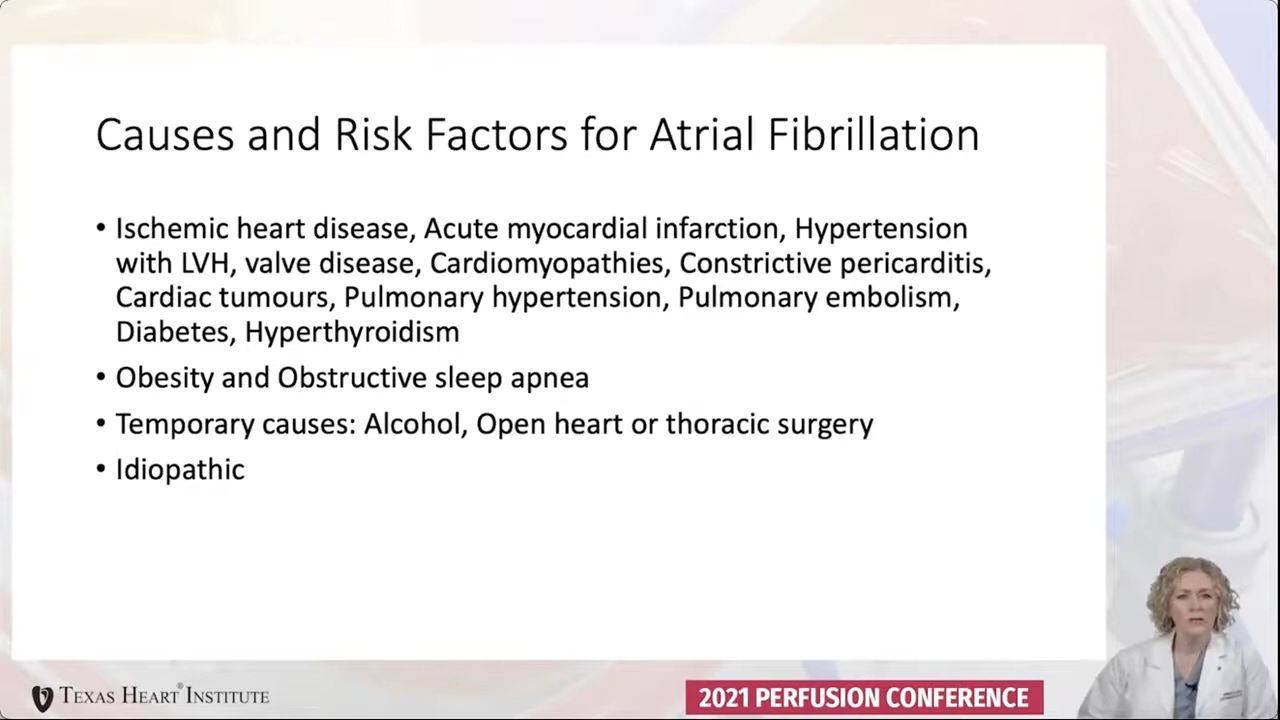 Causes and Risk Factors for Atrial Fibrillation
• Ischemic heart disease, Acute myocardial infarction, Hypertension
with LVH, valve disease, Cardiomyopathies, Constrictive pericarditis,
Cardiac tumours, Pulmonary hypertension, Pulmonary embolism,
Diabetes, Hyperthyroidism
• Obesity and Obstructive sleep apnea
• Temporary causes: Alcohol, Open heart or thoracic surgery
• Idiopathic
TEXAS HEART® INSTITUTE
2021 PERFUSION CONFERENCE